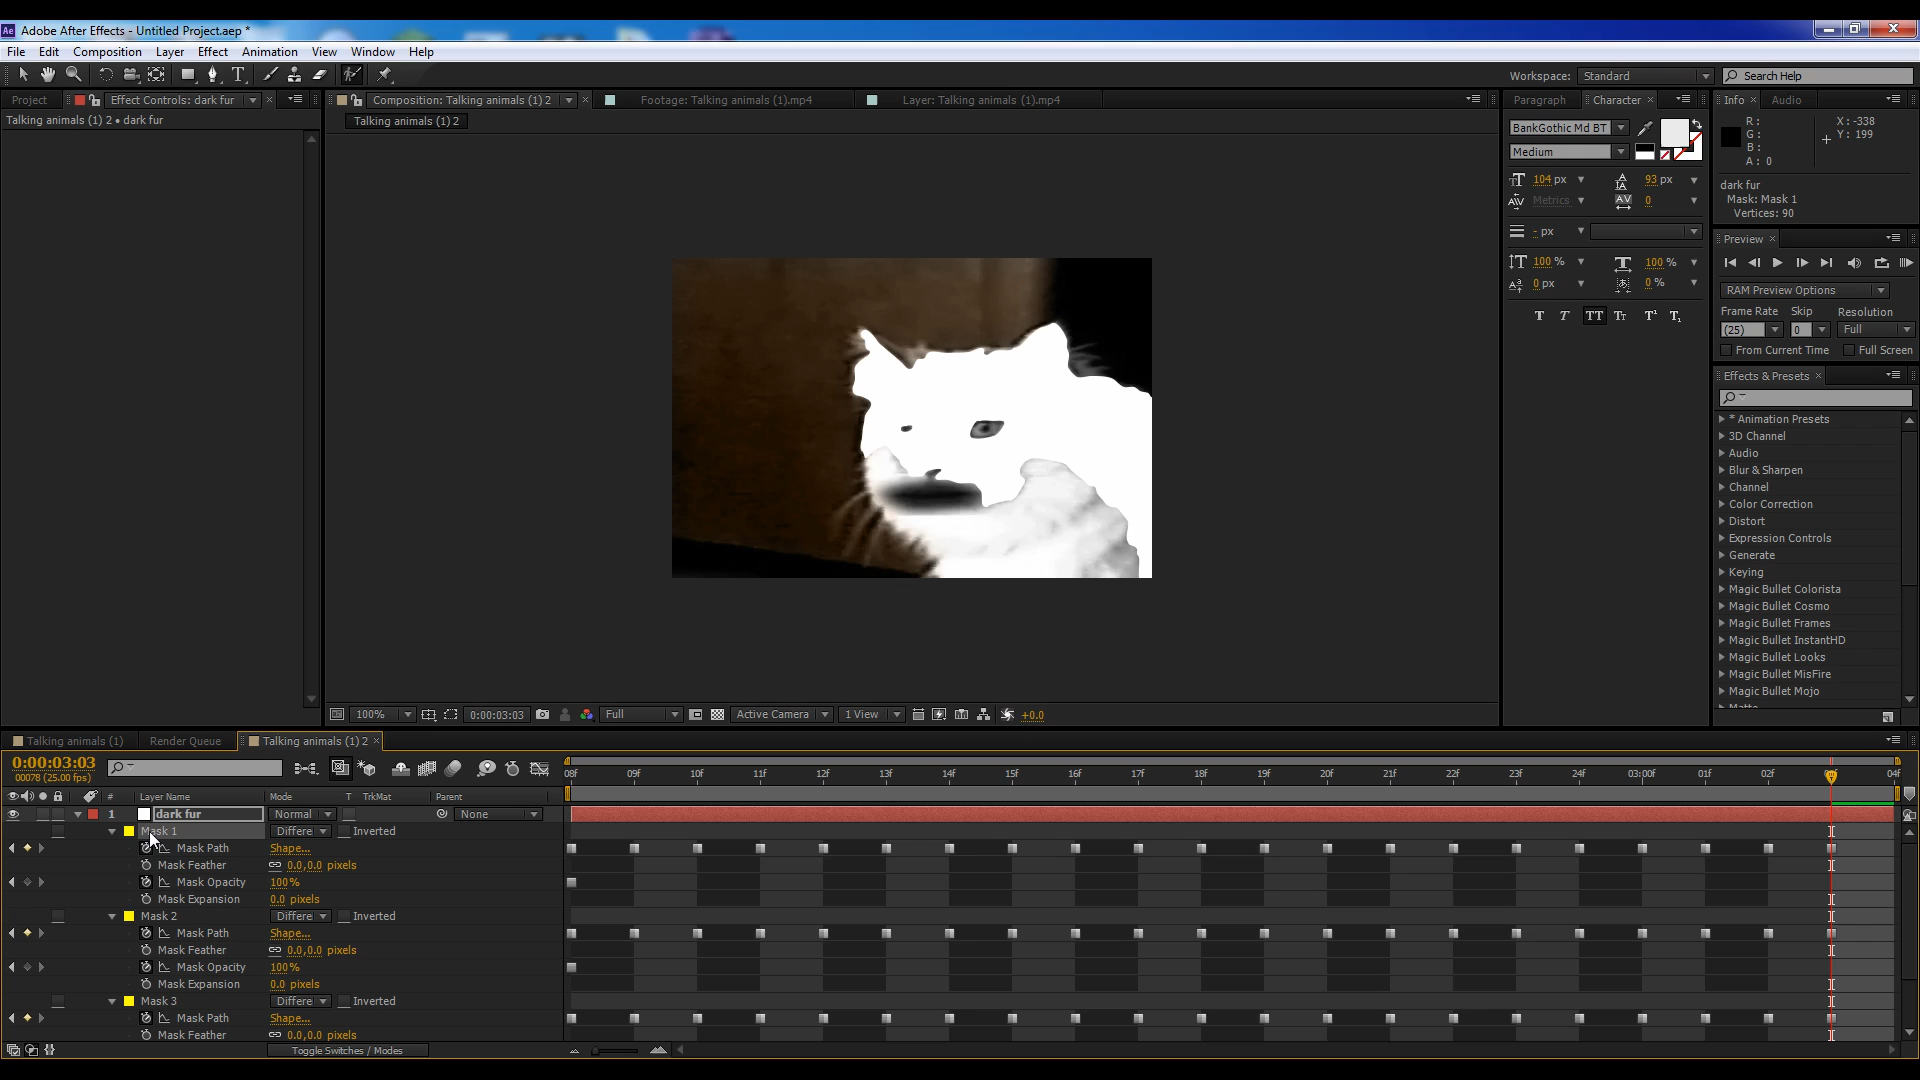 Ae Adobe After Effects - Untitled Project.aep *
File Edit Composition Layer Effect Animation View Window Help
Workspace: Standard Search Help
Project Effect Controls: dark fur Composition: Talking animals (1) 2 Footage: Talking animals (1).mp4 Layer: Talking animals (1).mp4 Paragraph Character Info Audio
Talking animals (1) 2 • dark fur
Talking animals (1) 2
BankGothic Md BT
Medium
104 px 93 px
Metrics 0
- px
100 % 100 %
0 px 0 %
T T TT Tт T¹ T₁
R : X : -338
G : Y : 199
B :
A : 0
dark fur
Mask: Mask 1
Vertices: 90
Preview
RAM Preview Options
Frame Rate Skip Resolution
(25) 0 Full
From Current Time Full Screen
Effects & Presets
* Animation Presets
3D Channel
Audio
Blur & Sharpen
Channel
Color Correction
Distort
Expression Controls
Generate
Keying
Magic Bullet Colorista
Magic Bullet Cosmo
Magic Bullet Frames
Magic Bullet InstantHD
Magic Bullet Looks
Magic Bullet MisFire
Magic Bullet Mojo
100% 0:00:03:03 Full Active Camera 1 View +0.0
Talking animals (1) Render Queue Talking animals (1) 2
0:00:03:03
00078 (25.00 fps)
08f 09f 10f 11f 12f 13f 14f 15f 16f 17f 18f 19f 20f 21f 22f 23f 24f 03:00f 01f 02f 04f
# Layer Name Mode T TrkMat Parent
1 dark fur Normal None
Mask 1 Differe Inverted
Mask Path Shape...
Mask Feather 0.0,0.0 pixels
Mask Opacity 100%
Mask Expansion 0.0 pixels
Mask 2 Differe Inverted
Mask Path Shape...
Mask Feather 0.0,0.0 pixels
Mask Opacity 100%
Mask Expansion 0.0 pixels
Mask 3 Differe Inverted
Mask Path Shape...
Mask Feather 0.0,0.0 pixels
Toggle Switches / Modes